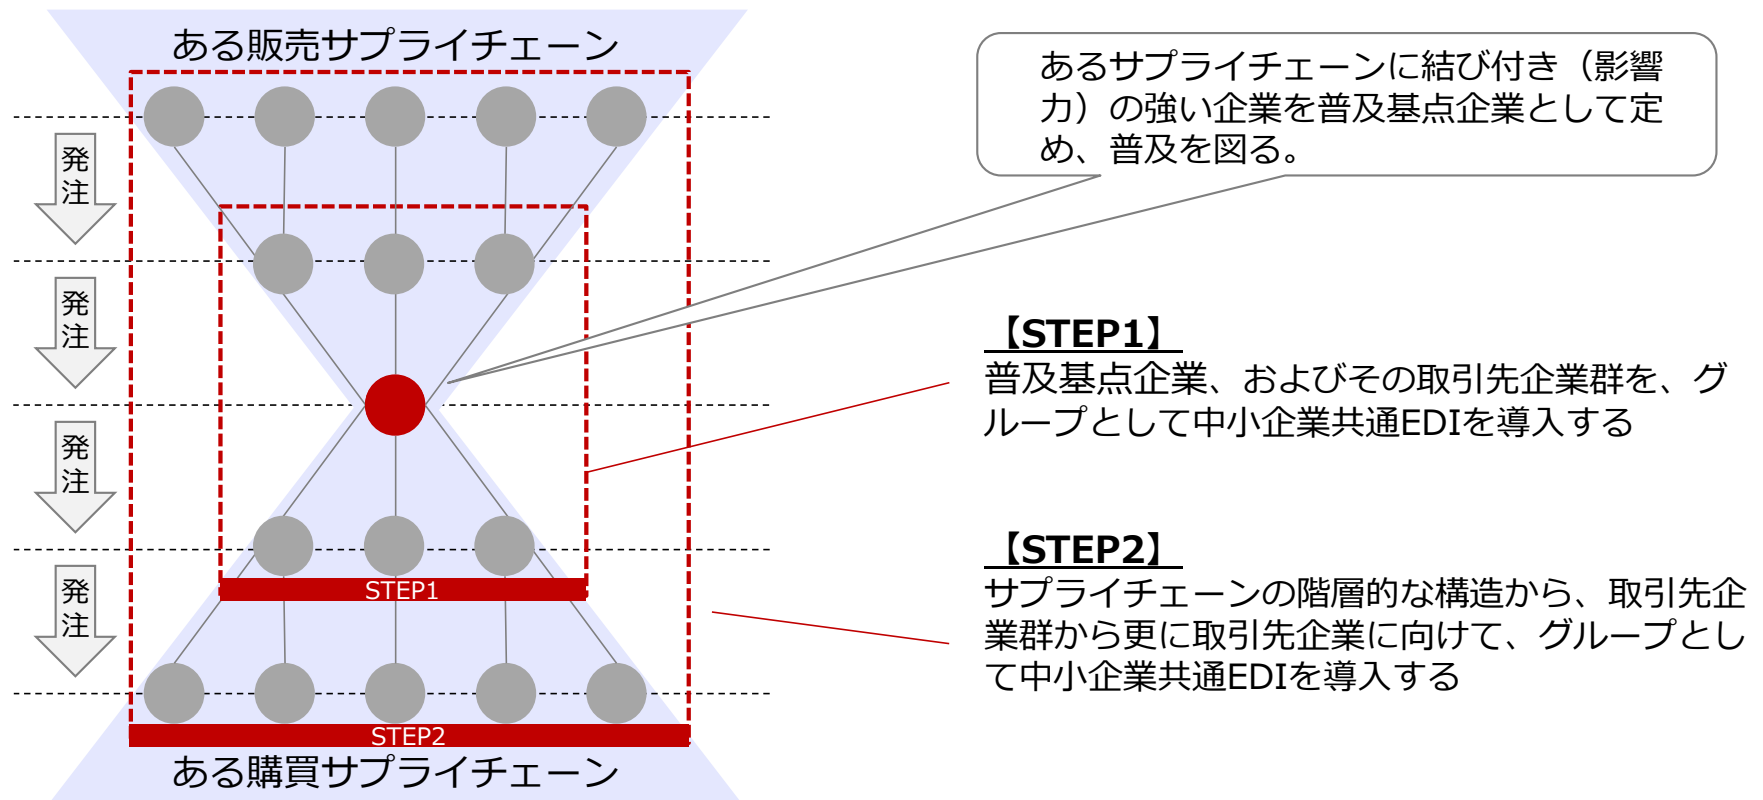 ある販売サプライチェーン
あるサプライチェーンに結び付き（影響
力）の強い企業を普及基点企業として定
め、普及を図る。
発
注
発
注
発
注
発
注
【STEP1】
普及基点企業、およびその取引先企業群を、グ
ループとして中小企業共通EDIを導入する
【STEP2】
サプライチェーンの階層的な構造から、取引先企
業群から更に取引先企業に向けて、グループとし
て中小企業共通EDIを導入する
STEP1
STEP2
ある購買サプライチェーン